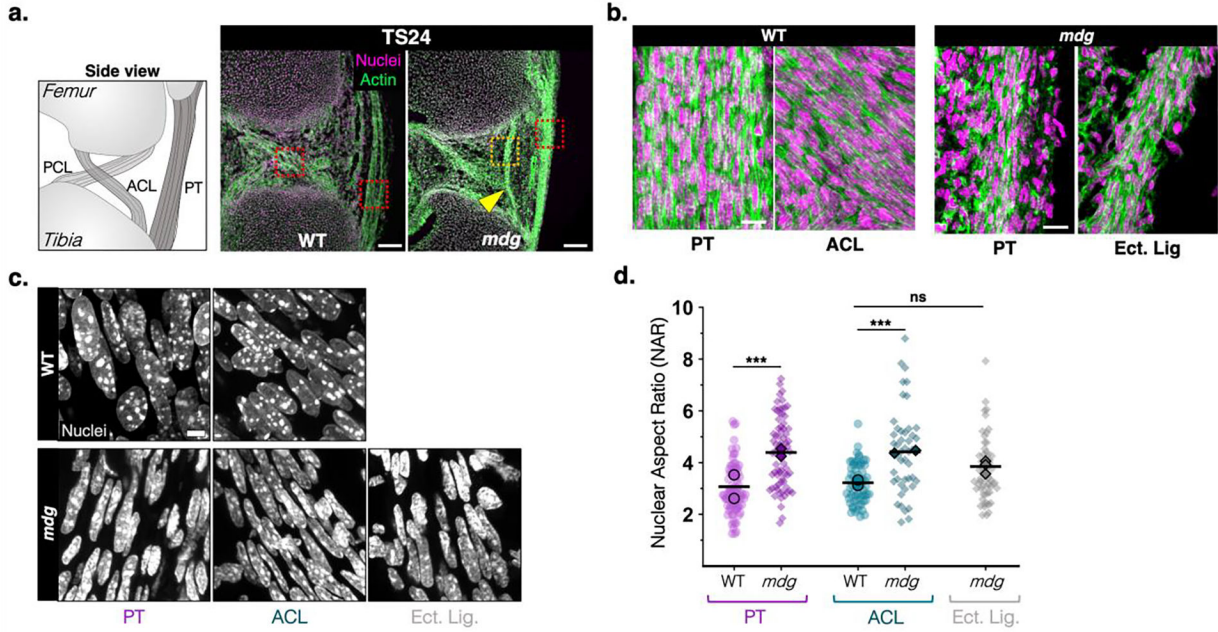 a.
Side view
Femur
PCL
ACL
PT
Tibia
TS24
Nuclei
Actin
WT
mdg
b.
WT
mdg
PT
ACL
PT
Ect. Lig
c.
WT
Nuclei
mdg
PT
ACL
Ect. Lig.
d.
Nuclear Aspect Ratio (NAR)
10
8
6
4
2
***
***
ns
WT
mdg
WT
mdg
mdg
PT
ACL
Ect. Lig.